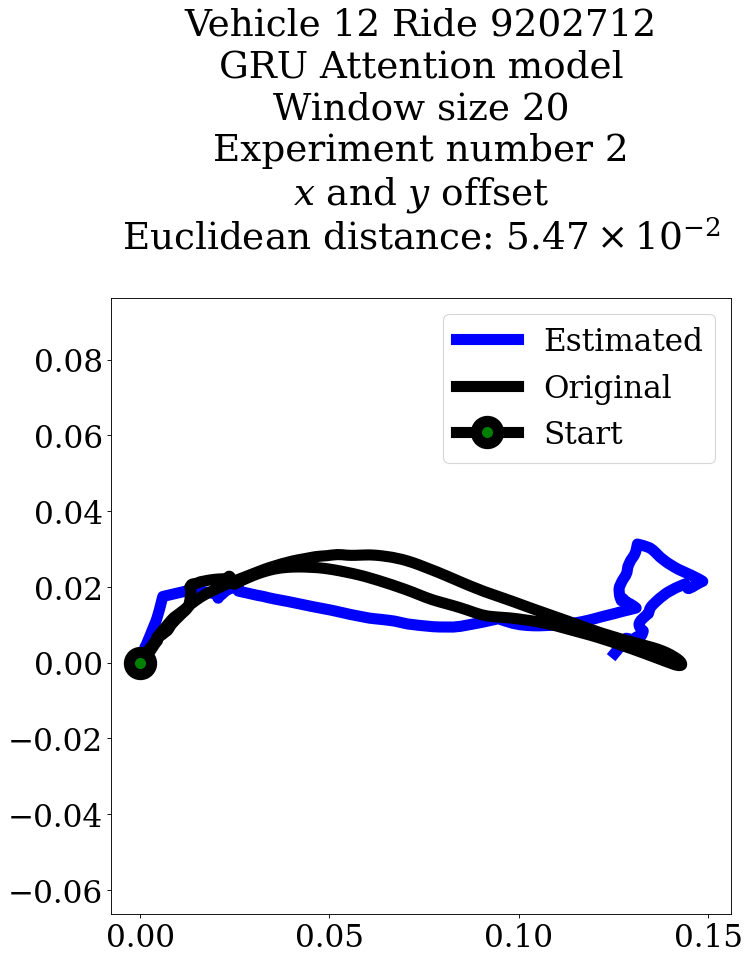 Vehicle 12 Ride 9202712
GRU Attention model
Window size 20
Experiment number 2
x and y offset
Euclidean distance: 5.47 × 10⁻²
Estimated
Original
Start
0.08
0.06
0.04
0.02
0.00
−0.02
−0.04
−0.06
0.00 0.05 0.10 0.15